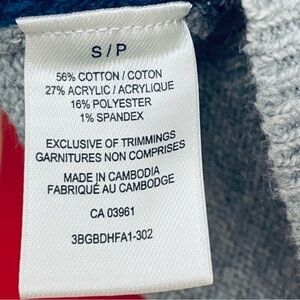 S / P
56% COTTON / COTON
27% ACRYLIC / ACRYLIQUE
16% POLYESTER
1% SPANDEX
EXCLUSIVE OF TRIMMINGS
GARNITURES NON COMPRISES
MADE IN CAMBODIA
FABRIQUÉ AU CAMBODGE
CA 03961
3BGBDHFA1-302